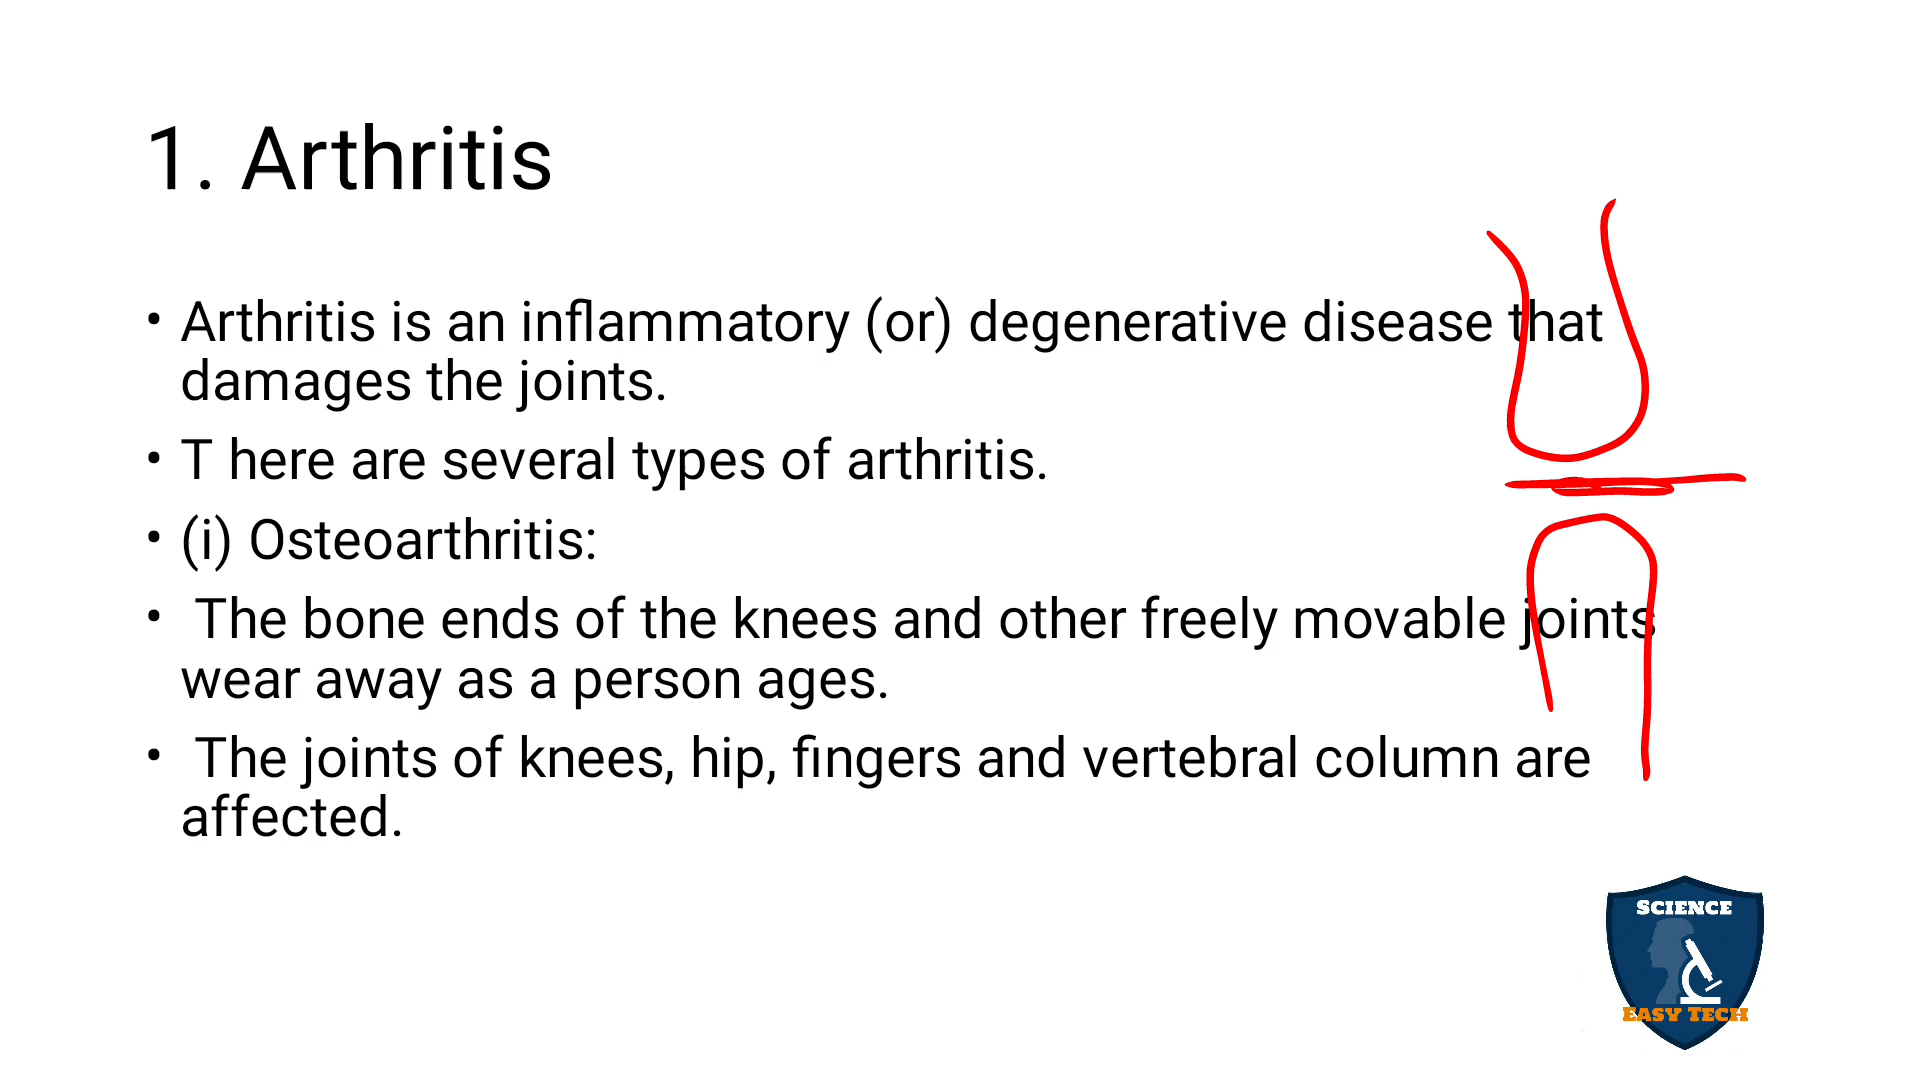 1. Arthritis
• Arthritis is an inflammatory (or) degenerative disease that
damages the joints.
• T here are several types of arthritis.
• (i) Osteoarthritis:
• The bone ends of the knees and other freely movable joints
wear away as a person ages.
• The joints of knees, hip, fingers and vertebral column are
affected.
SCIENCE
EASY TECH